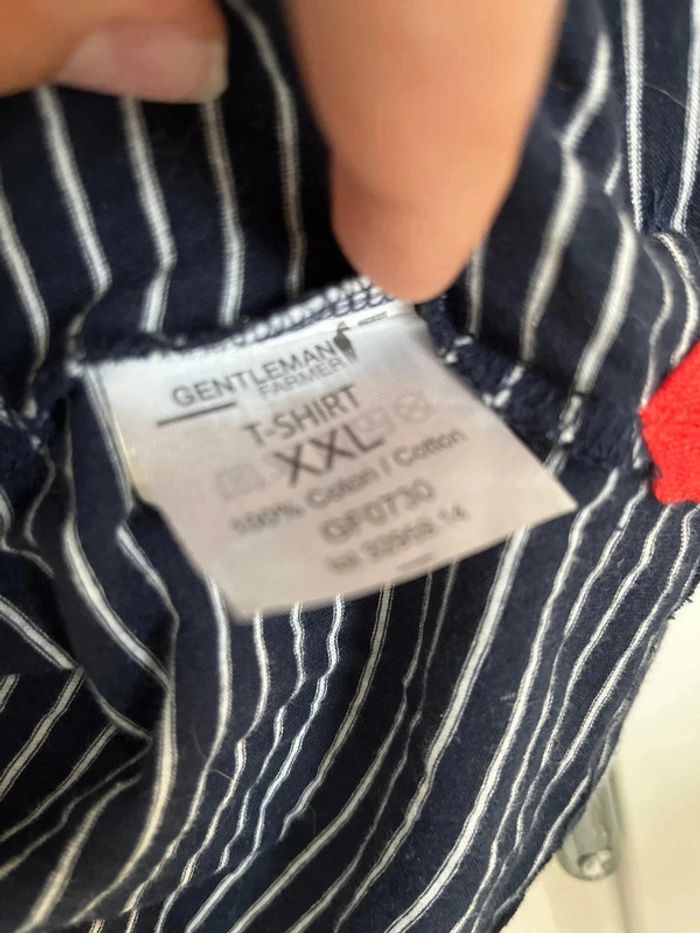 GENTLEMAN
FARMER
T-SHIRT
XXL
100% Coton / Cotton
GF0730